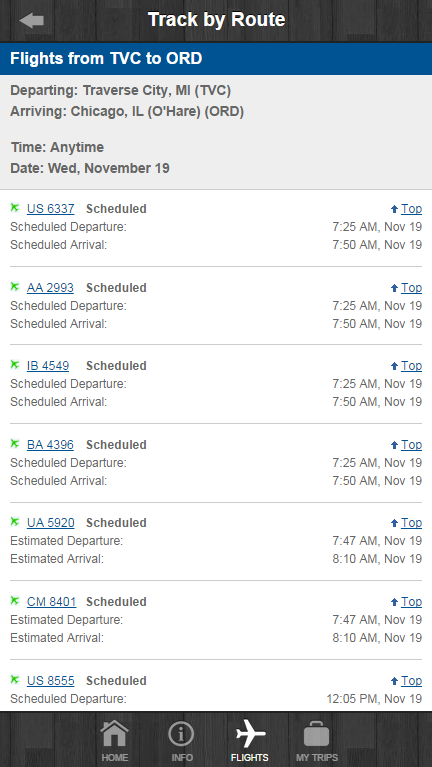 Track by Route
Flights from TVC to ORD
Departing: Traverse City, MI (TVC)
Arriving: Chicago, IL (O'Hare) (ORD)
Time: Anytime
Date: Wed, November 19
US 6337 Scheduled Top
Scheduled Departure: 7:25 AM, Nov 19
Scheduled Arrival: 7:50 AM, Nov 19
AA 2993 Scheduled Top
Scheduled Departure: 7:25 AM, Nov 19
Scheduled Arrival: 7:50 AM, Nov 19
IB 4549 Scheduled Top
Scheduled Departure: 7:25 AM, Nov 19
Scheduled Arrival: 7:50 AM, Nov 19
BA 4396 Scheduled Top
Scheduled Departure: 7:25 AM, Nov 19
Scheduled Arrival: 7:50 AM, Nov 19
UA 5920 Scheduled Top
Estimated Departure: 7:47 AM, Nov 19
Estimated Arrival: 8:10 AM, Nov 19
CM 8401 Scheduled Top
Estimated Departure: 7:47 AM, Nov 19
Estimated Arrival: 8:10 AM, Nov 19
US 8555 Scheduled Top
Scheduled Departure: 12:05 PM, Nov 19
HOME INFO FLIGHTS MY TRIPS